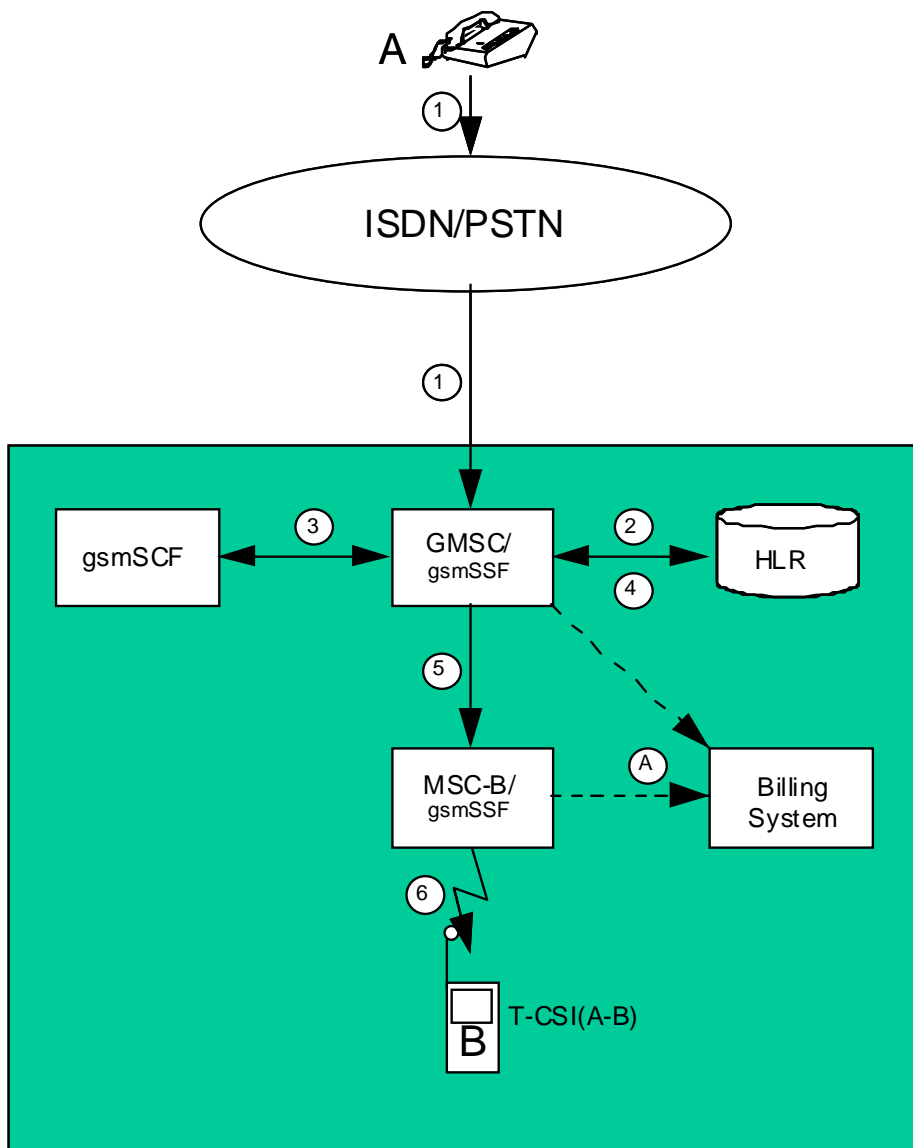 A
1
ISDN/PSTN
1
gsmSCF
3
GMSC/
gsmSSF
2
4
HLR
5
MSC-B/
gsmSSF
A
Billing
System
6
B
T-CSI(A-B)